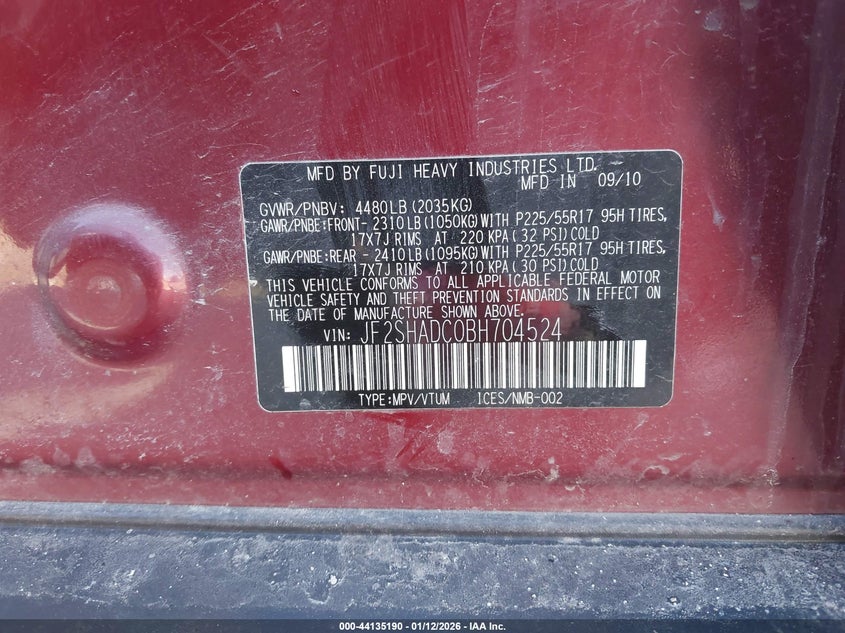 MFD BY FUJI HEAVY INDUSTRIES LTD.
MFD IN 09/10
GVWR/PNBV: 4480LB(2035KG)
GAWR/PNBE:FRONT- 2310LB(1050KG)WITH P225/55R17 95H TIRES,
17X7J RIMS AT 220 KPA(32 PSI)COLD
GAWR/PNBE:REAR - 2410LB(1095KG)WITH P225/55R17 95H TIRES,
17X7J RIMS AT 210 KPA(30 PSI)COLD
THIS VEHICLE CONFORMS TO ALL APPLICABLE FEDERAL MOTOR
VEHICLE SAFETY AND THEFT PREVENTION STANDARDS IN EFFECT ON
THE DATE OF MANUFACTURE SHOWN ABOVE.
VIN: JF2SHADC0BH704524
TYPE:MPV/VTUM ICES/NMB-002
000-44135190 - 01/12/2026 - IAA Inc.